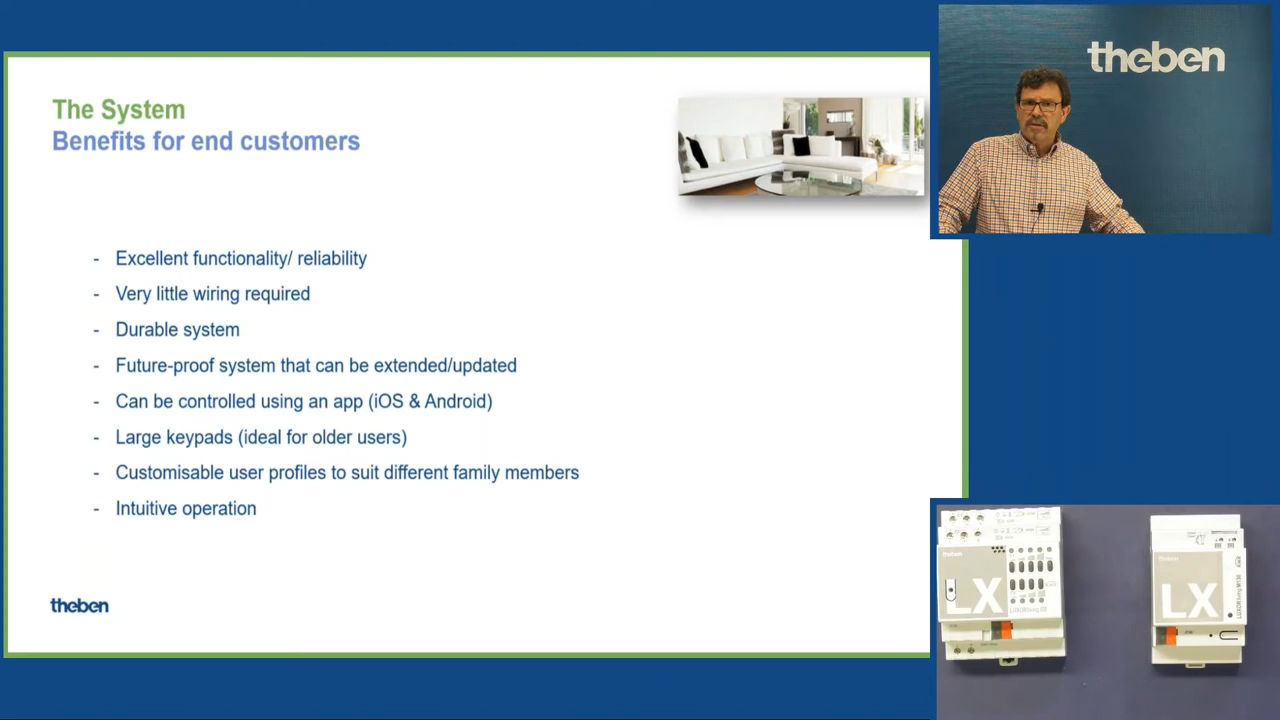 The System
Benefits for end customers
- Excellent functionality/ reliability
- Very little wiring required
- Durable system
- Future-proof system that can be extended/updated
- Can be controlled using an app (iOS & Android)
- Large keypads (ideal for older users)
- Customisable user profiles to suit different family members
- Intuitive operation
theben
theben
theben
LX
theben
LX